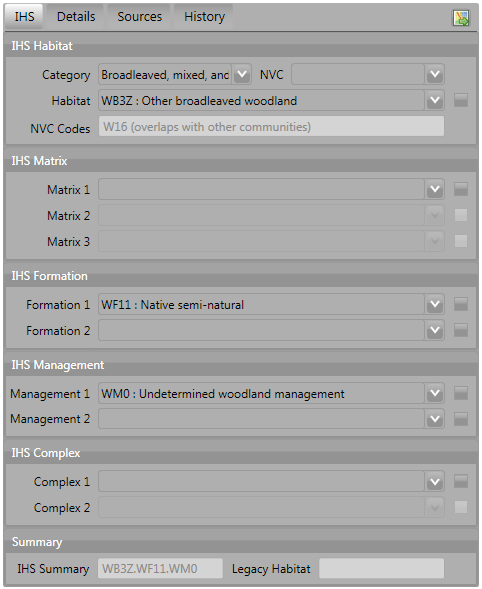 IHS Details Sources History
IHS Habitat
Category Broadleaved, mixed, and NVC
Habitat WB3Z : Other broadleaved woodland
NVC Codes W16 (overlaps with other communities)
IHS Matrix
Matrix 1
Matrix 2
Matrix 3
IHS Formation
Formation 1 WF11 : Native semi-natural
Formation 2
IHS Management
Management 1 WM0 : Undetermined woodland management
Management 2
IHS Complex
Complex 1
Complex 2
Summary
IHS Summary WB3Z.WF11.WM0 Legacy Habitat